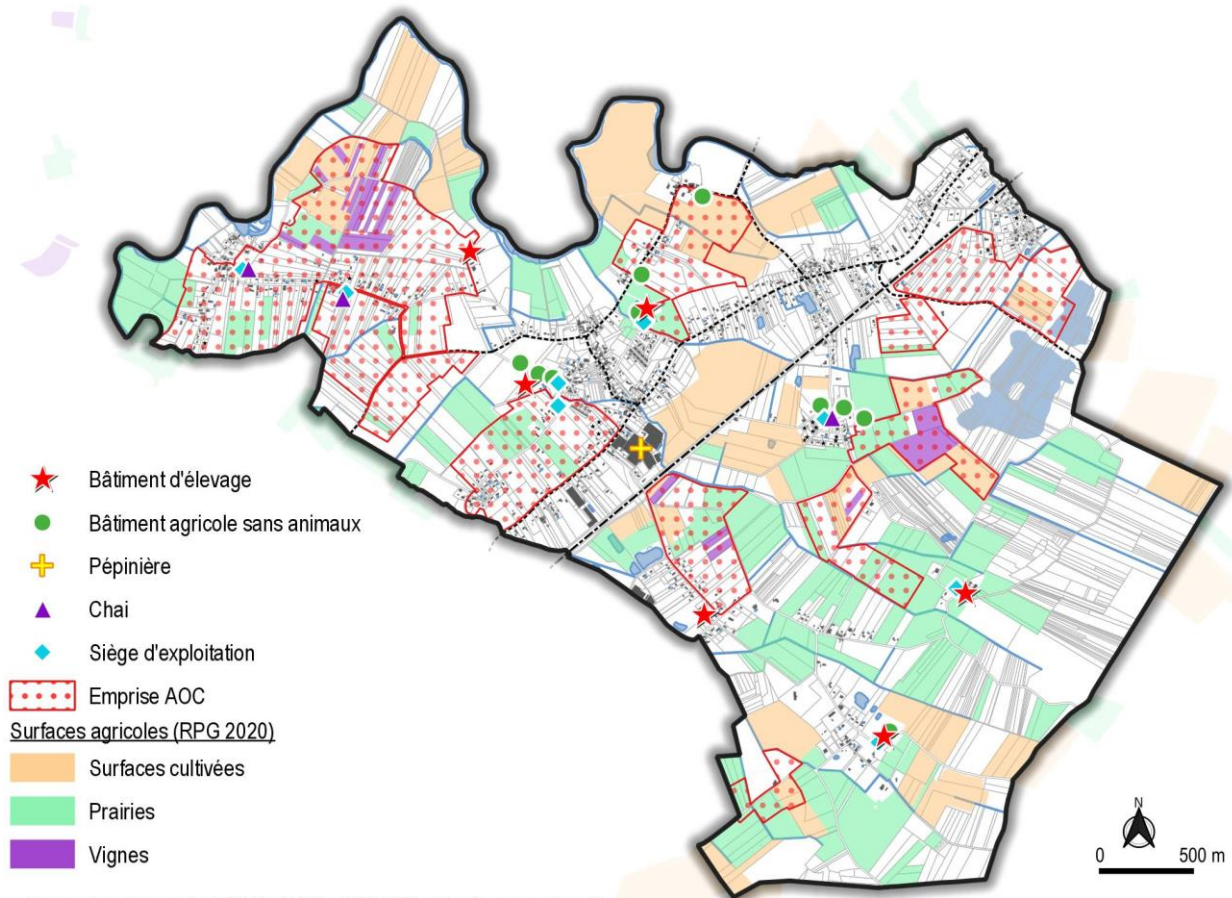 Bâtiment d'élevage
Bâtiment agricole sans animaux
Pépinière
Chai
Siège d'exploitation
Emprise AOC
Surfaces agricoles (RPG 2020)
Surfaces cultivées
Prairies
Vignes
N
0 500 m